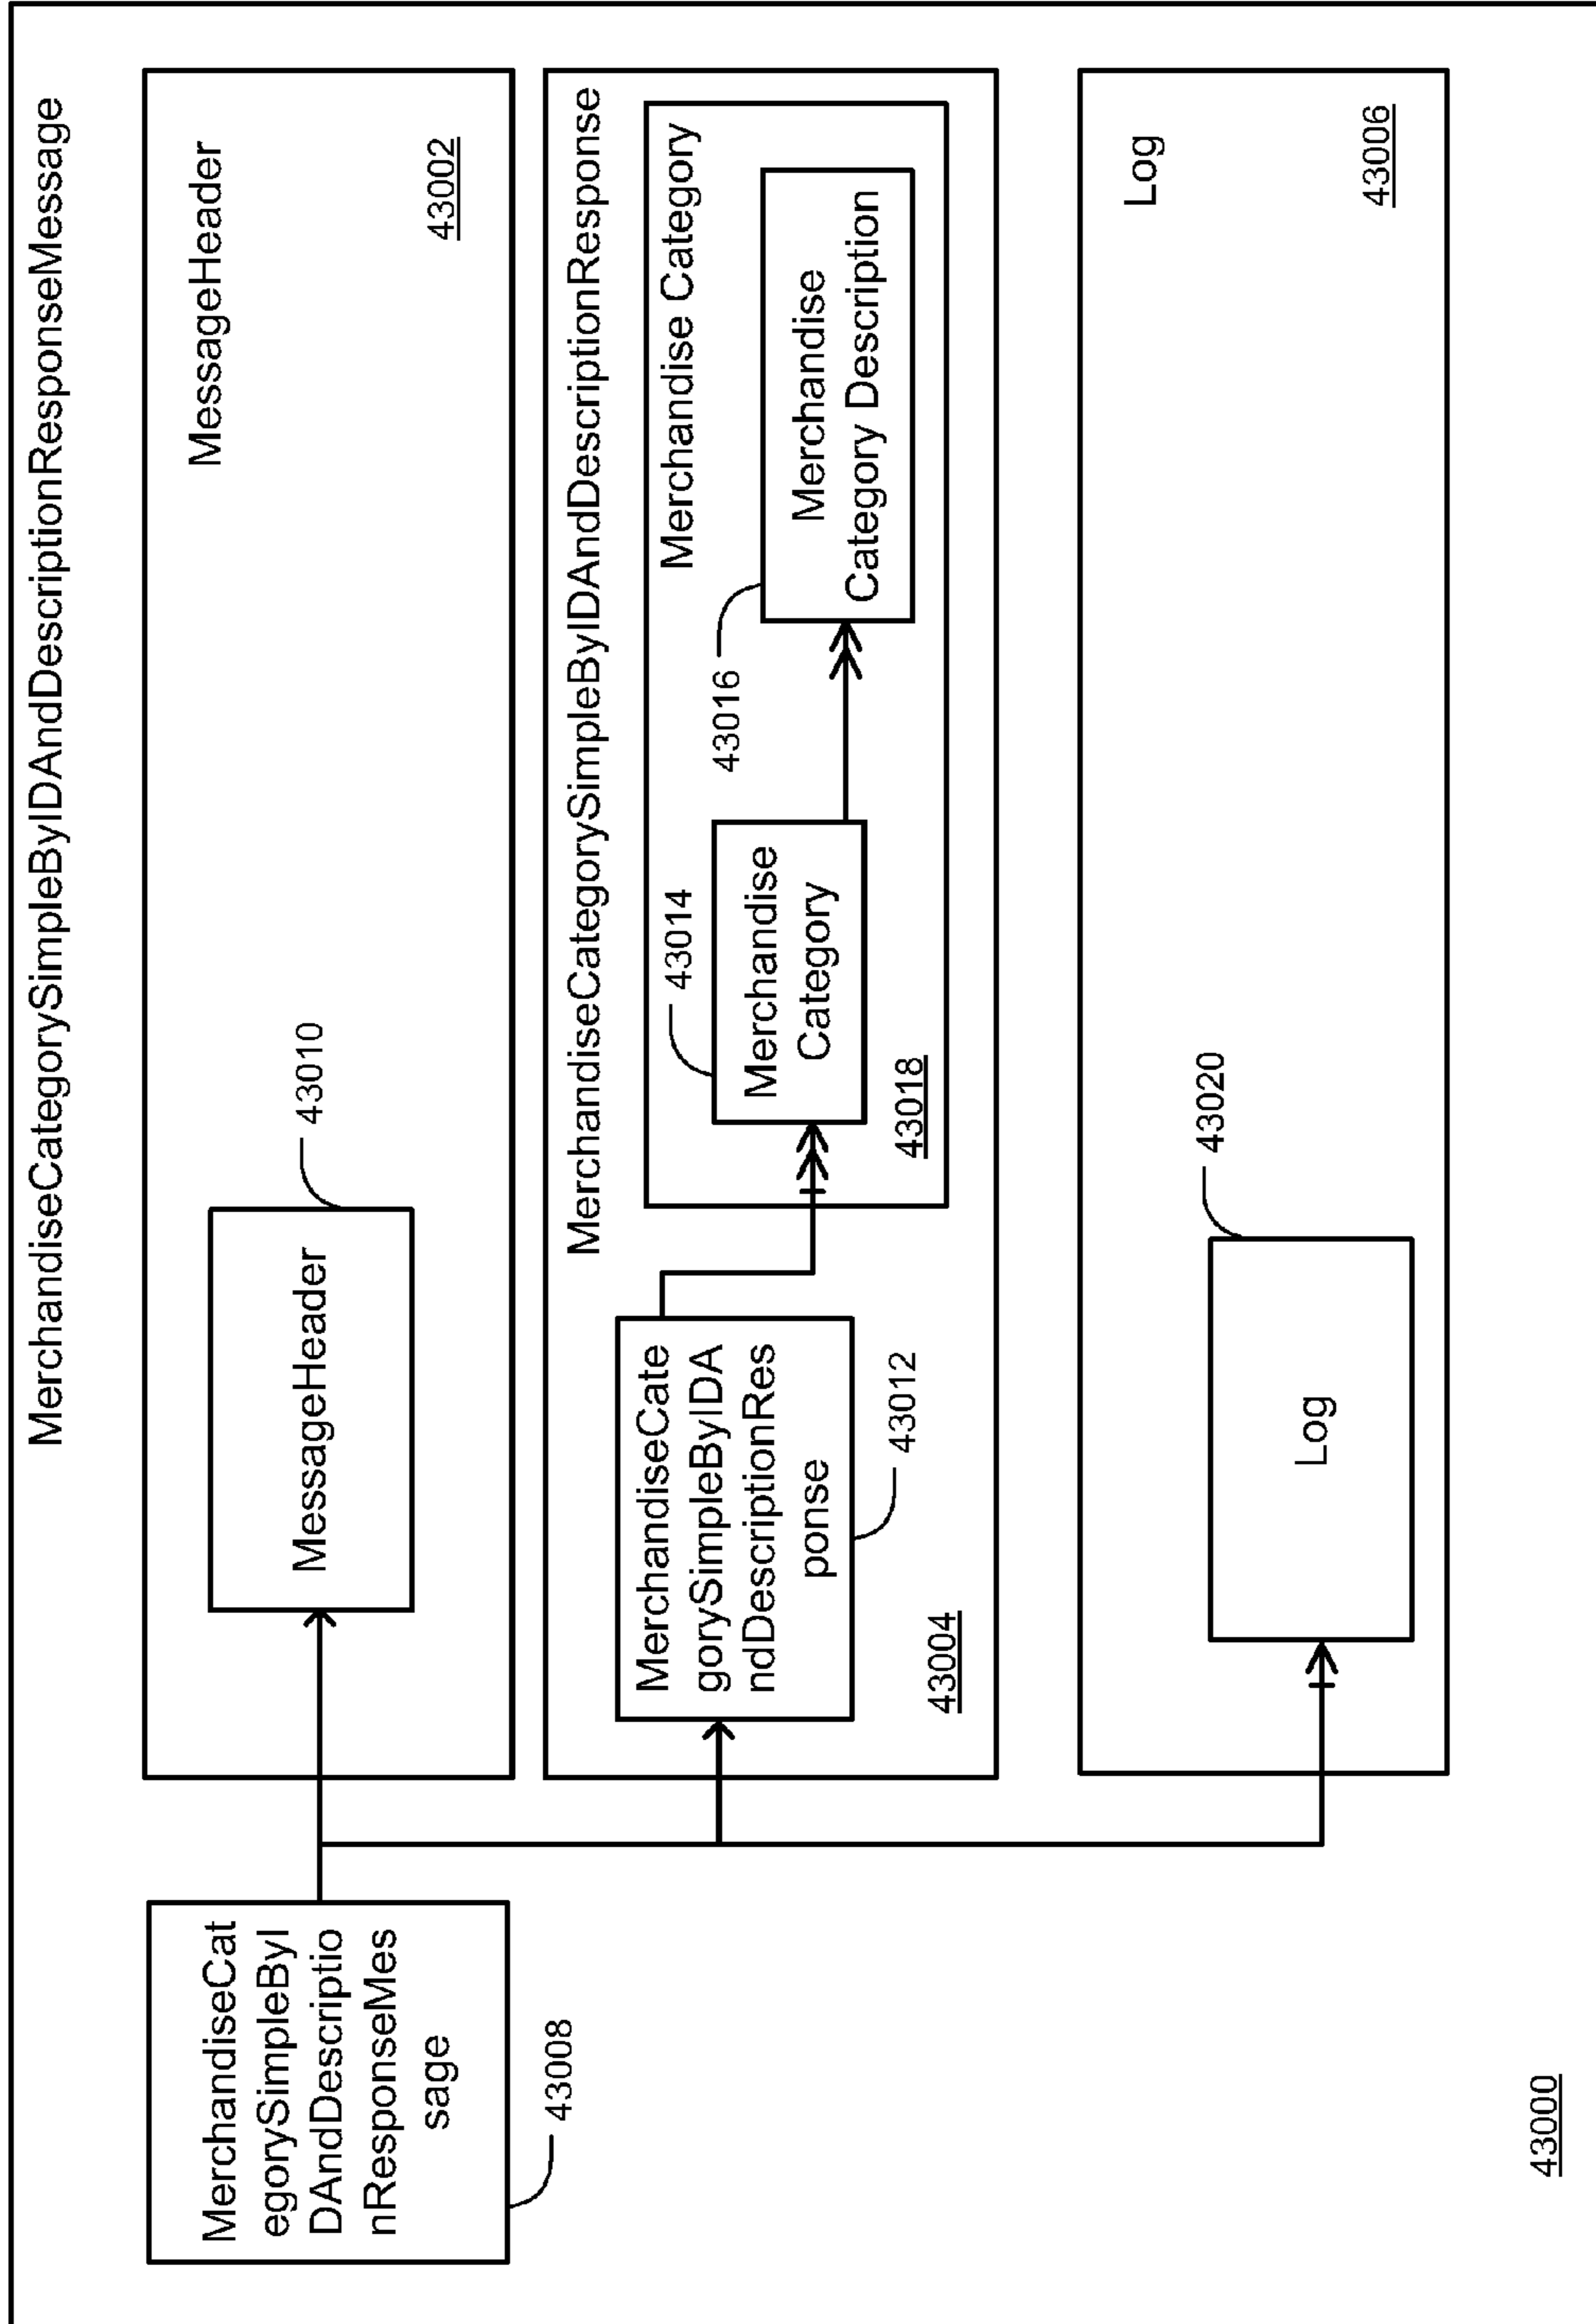 MerchandiseCategorySimpleByIDAndDescriptionResponseMessage
MerchandiseCat
egorySimpleByI
DAndDescriptio
nResponseMes
sage
43008
MessageHeader
MessageHeader
43010
43002
MerchandiseCategorySimpleByIDAndDescriptionResponse
MerchandiseCate
gorySimpleByIDA
ndDescriptionRes
ponse
43012
43004
Merchandise Category
43014
Merchandise
Category
43018
43016
Merchandise
Category Description
Log
Log
43020
43006
43000